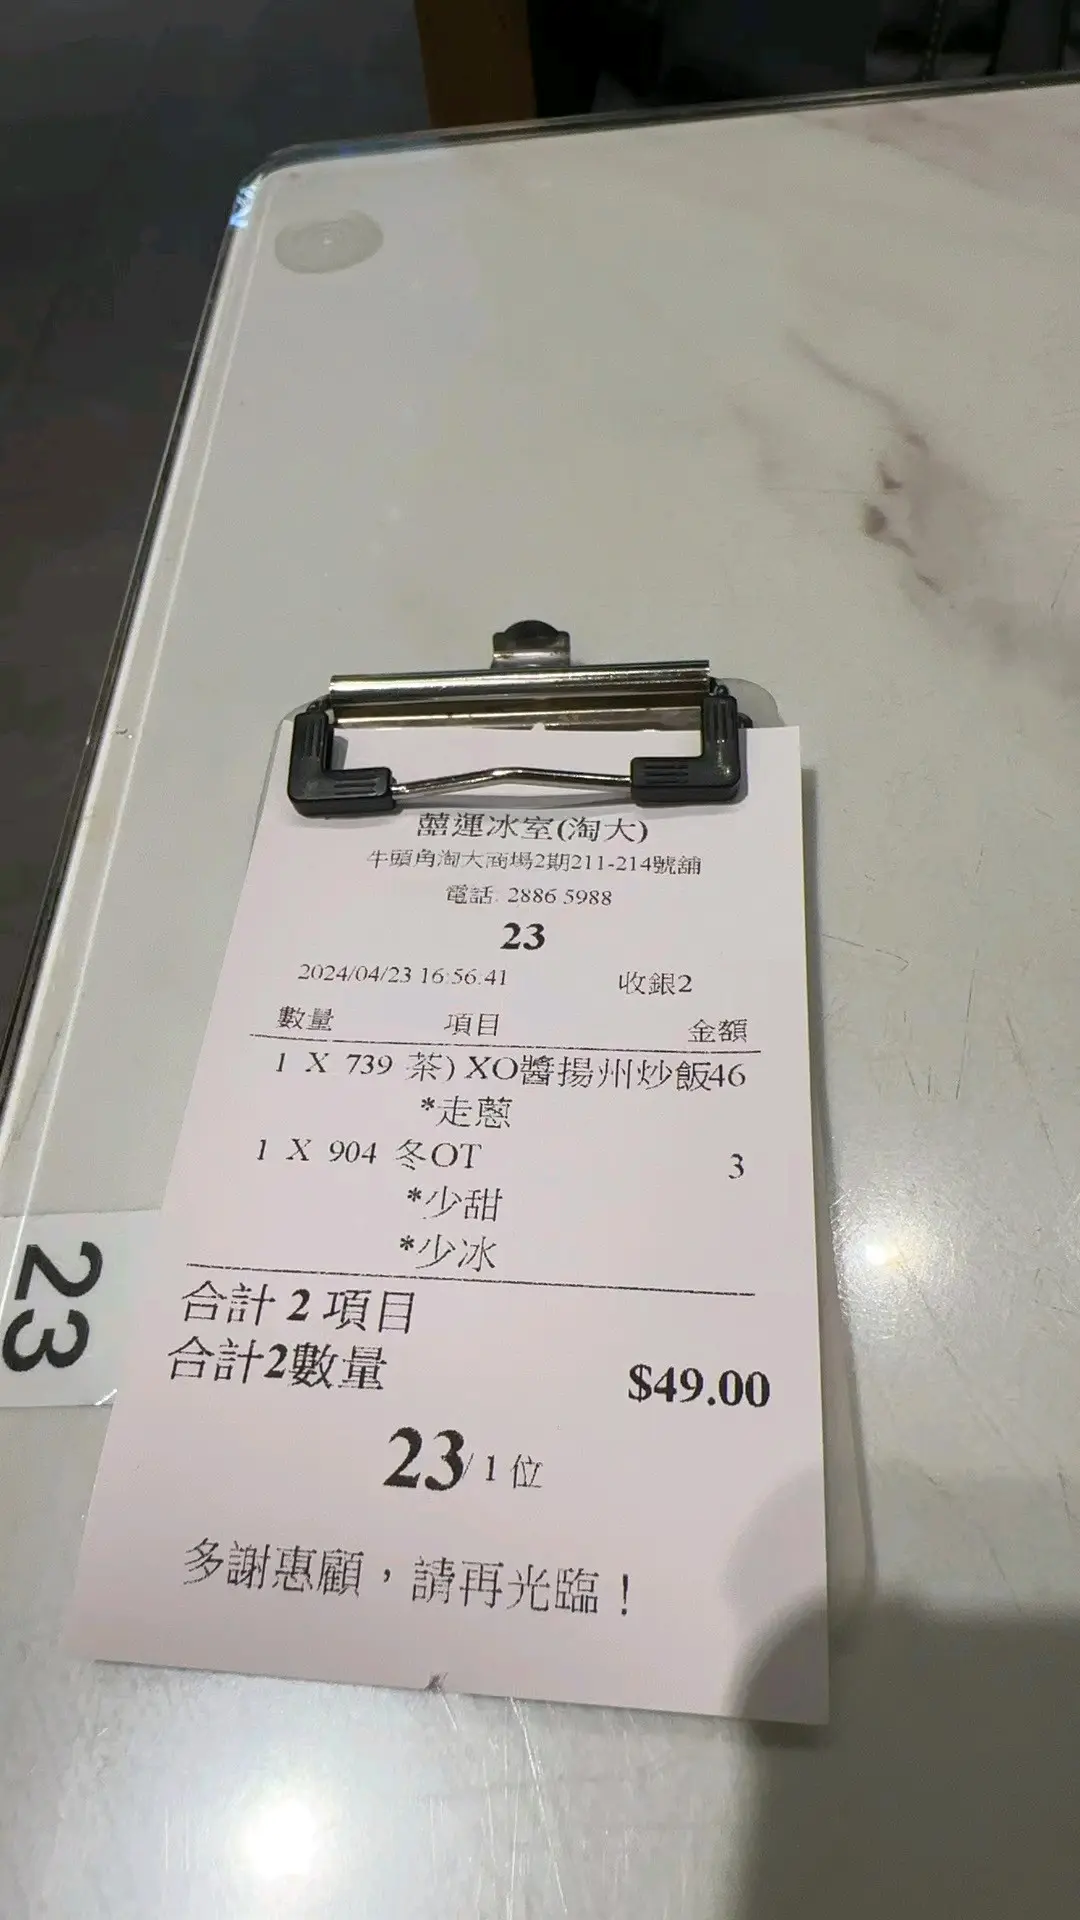 囍運冰室(淘大)
牛頭角淘大商場2期211-214號舖
電話: 2886 5988
23
2024/04/23 16:56:41 收銀2
數量 項目 金額
1 X 739 茶) XO醬揚州炒飯46
*走蔥
1 X 904 冬OT 3
*少甜
*少冰
合計 2 項目
合計2數量 $49.00
23/ 1 位
多謝惠顧，請再光臨！
23